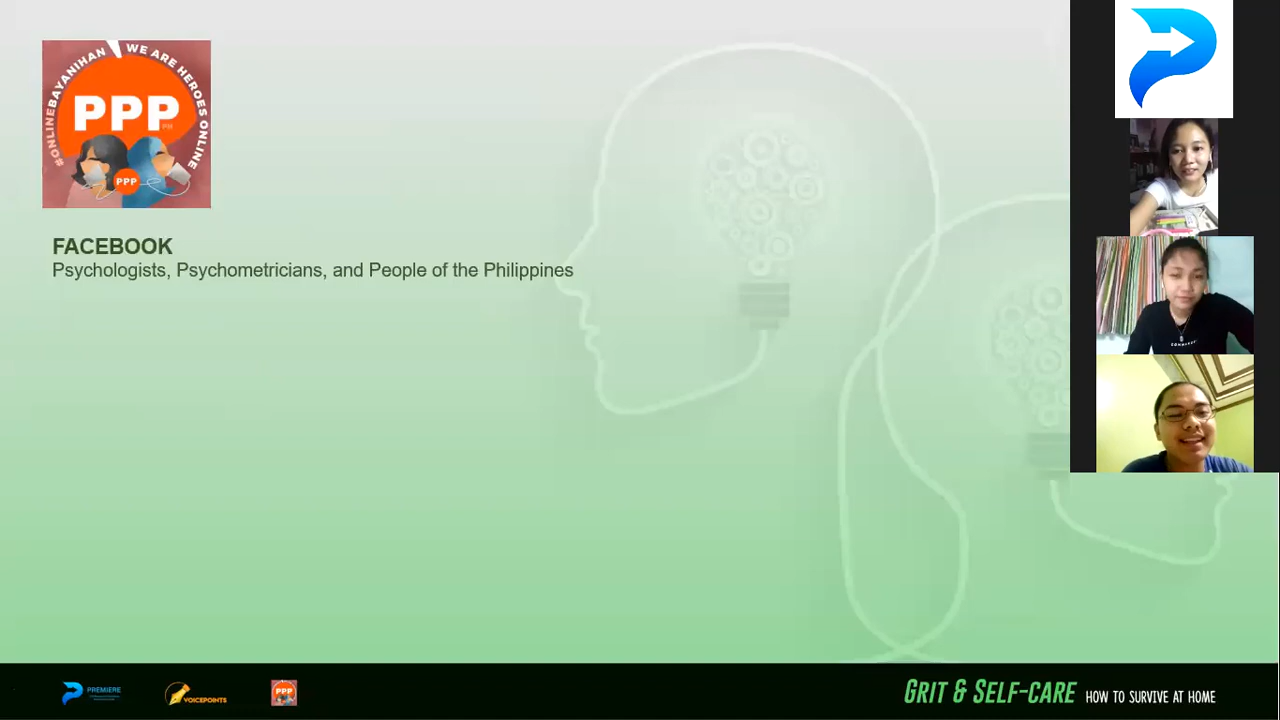 #ONLINEBAYANIHAN WE ARE HEROES ONLINE
PPP
PPP
FACEBOOK
Psychologists, Psychometricians, and People of the Philippines
PREMIERE
VOICEPOINTS
PPP
GRIT & SELF-CARE HOW TO SURVIVE AT HOME